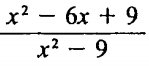 x² − 6x + 9
x² − 9